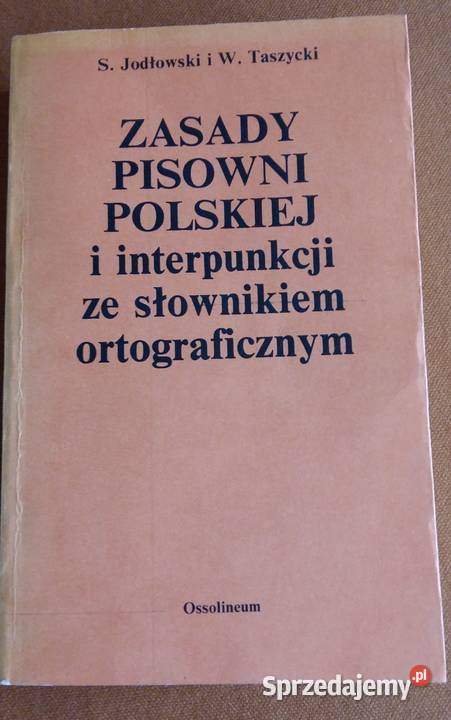 S. Jodłowski i W. Taszycki
ZASADY
PISOWNI
POLSKIEJ
i interpunkcji
ze słownikiem
ortograficznym
Ossolineum
Sprzedajemy.pl